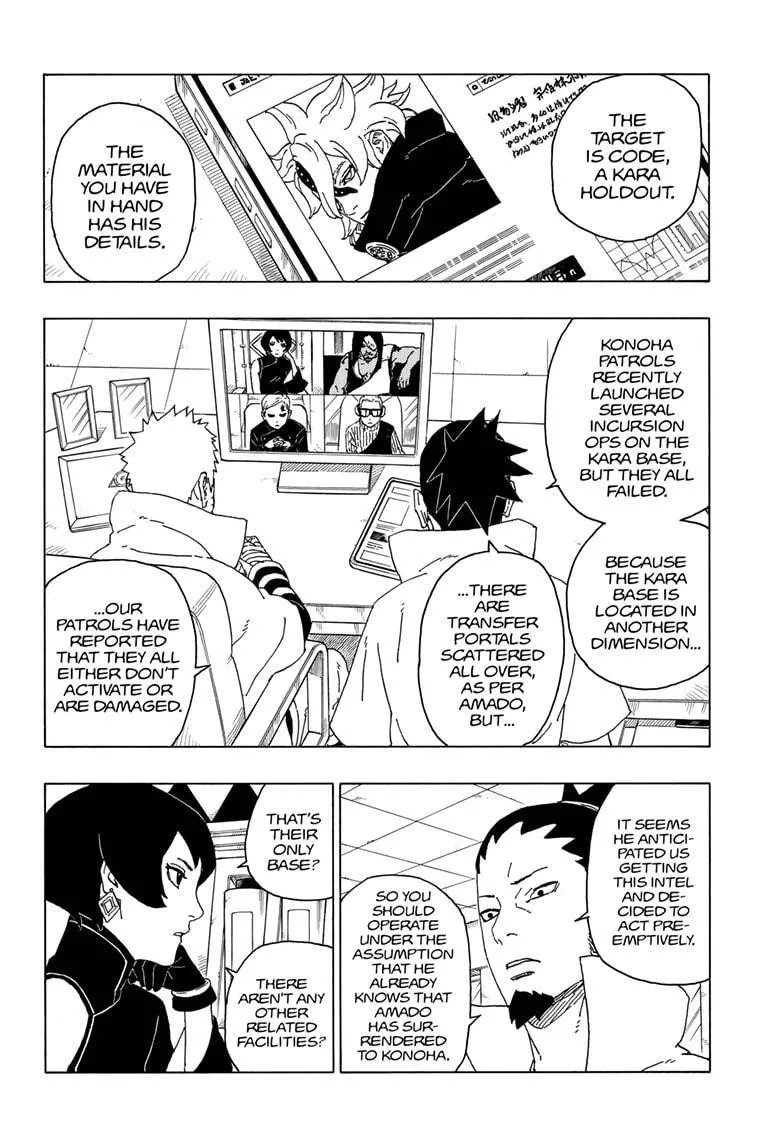 THE
TARGET
IS CODE,
A KARA
HOLDOUT.
THE
MATERIAL
YOU HAVE
IN HAND
HAS HIS
DETAILS.
KONOHA
PATROLS
RECENTLY
LAUNCHED
SEVERAL
INCURSION
OPS ON THE
KARA BASE,
BUT THEY ALL
FAILED.
BECAUSE
THE KARA
BASE IS
LOCATED IN
ANOTHER
DIMENSION...
...THERE
ARE
TRANSFER
PORTALS
SCATTERED
ALL OVER,
AS PER
AMADO,
BUT...
...OUR
PATROLS HAVE
REPORTED
THAT THEY ALL
EITHER DON'T
ACTIVATE OR
ARE DAMAGED.
IT SEEMS
HE ANTICI-
PATED US
GETTING
THIS INTEL
AND DE-
CIDED TO
ACT PRE-
EMPTIVELY.
SO YOU
SHOULD
OPERATE
UNDER THE
ASSUMPTION
THAT HE
ALREADY
KNOWS THAT
AMADO
HAS SUR-
RENDERED
TO KONOHA.
THAT'S
THEIR
ONLY
BASE?
THERE
AREN'T ANY
OTHER
RELATED
FACILITIES?